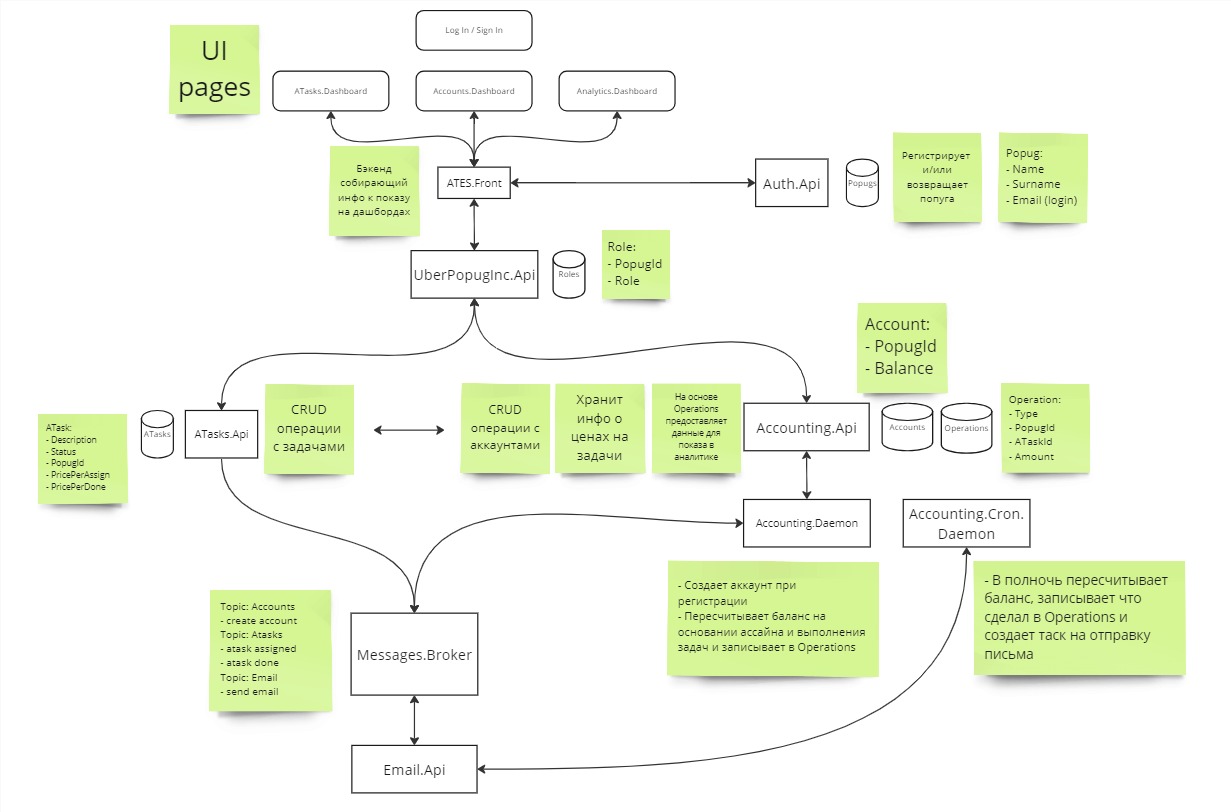 Log In / Sign In
UI
pages
ATasks.Dashboard
Accounts.Dashboard
Analytics.Dashboard
Бэкенд
собирающий
инфо к показу
на дашбордах
ATES.Front
Auth.Api
Popugs
Регистрирует
и/или
возвращает
попуга
Popug:
- Name
- Surname
- Email (login)
UberPopugInc.Api
Roles
Role:
- PopugId
- Role
Account:
- PopugId
- Balance
ATask:
- Description
- Status
- PopugId
- PricePerAssign
- PricePerDone
ATasks
ATasks.Api
CRUD
операции
с задачами
CRUD
операции с
аккаунтами
Хранит
инфо о
ценах на
задачи
На основе
Operations
предоставляет
данные для
показа в
аналитике
Accounting.Api
Accounts
Operations
Operation:
- Type
- PopugId
- ATaskId
- Amount
Accounting.Daemon
Accounting.Cron.
Daemon
- Создает аккаунт при
регистрации
- Пересчитывает баланс на
основании ассайна и выполнения
задач и записывает в Operations
- В полночь пересчитывает
баланс, записывает что
сделал в Operations и
создает таск на отправку
письма
Topic: Accounts
- create account
Topic: Atasks
- atask assigned
- atask done
Topic: Email
- send email
Messages.Broker
Email.Api